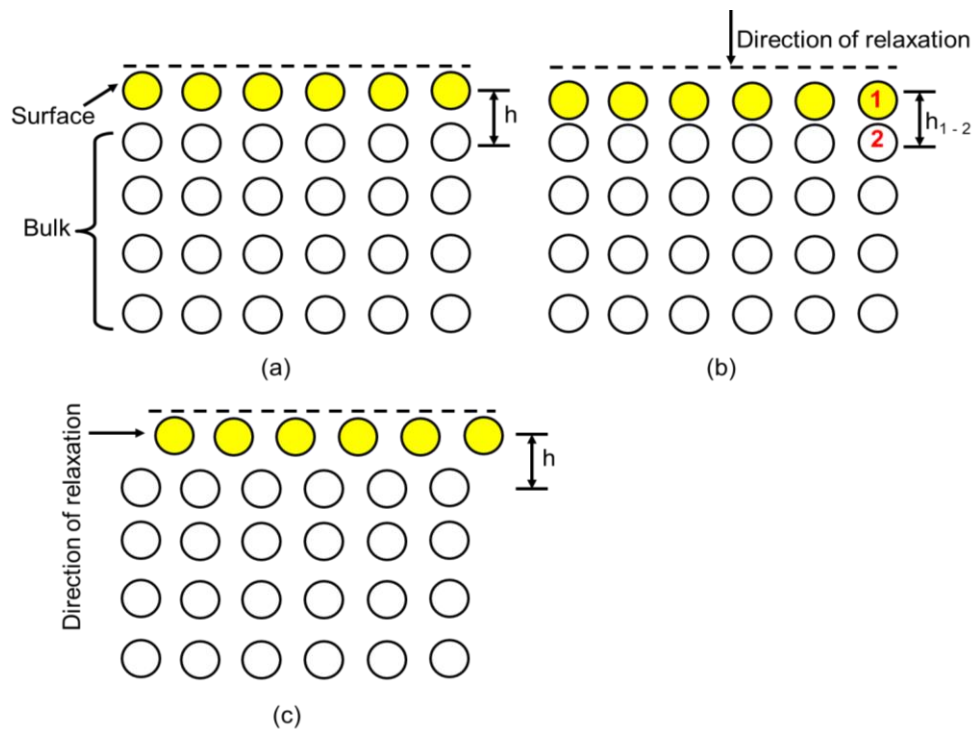 Surface
Bulk
h
(a)
Direction of relaxation
1
2
h1 - 2
(b)
Direction of relaxation
h
(c)